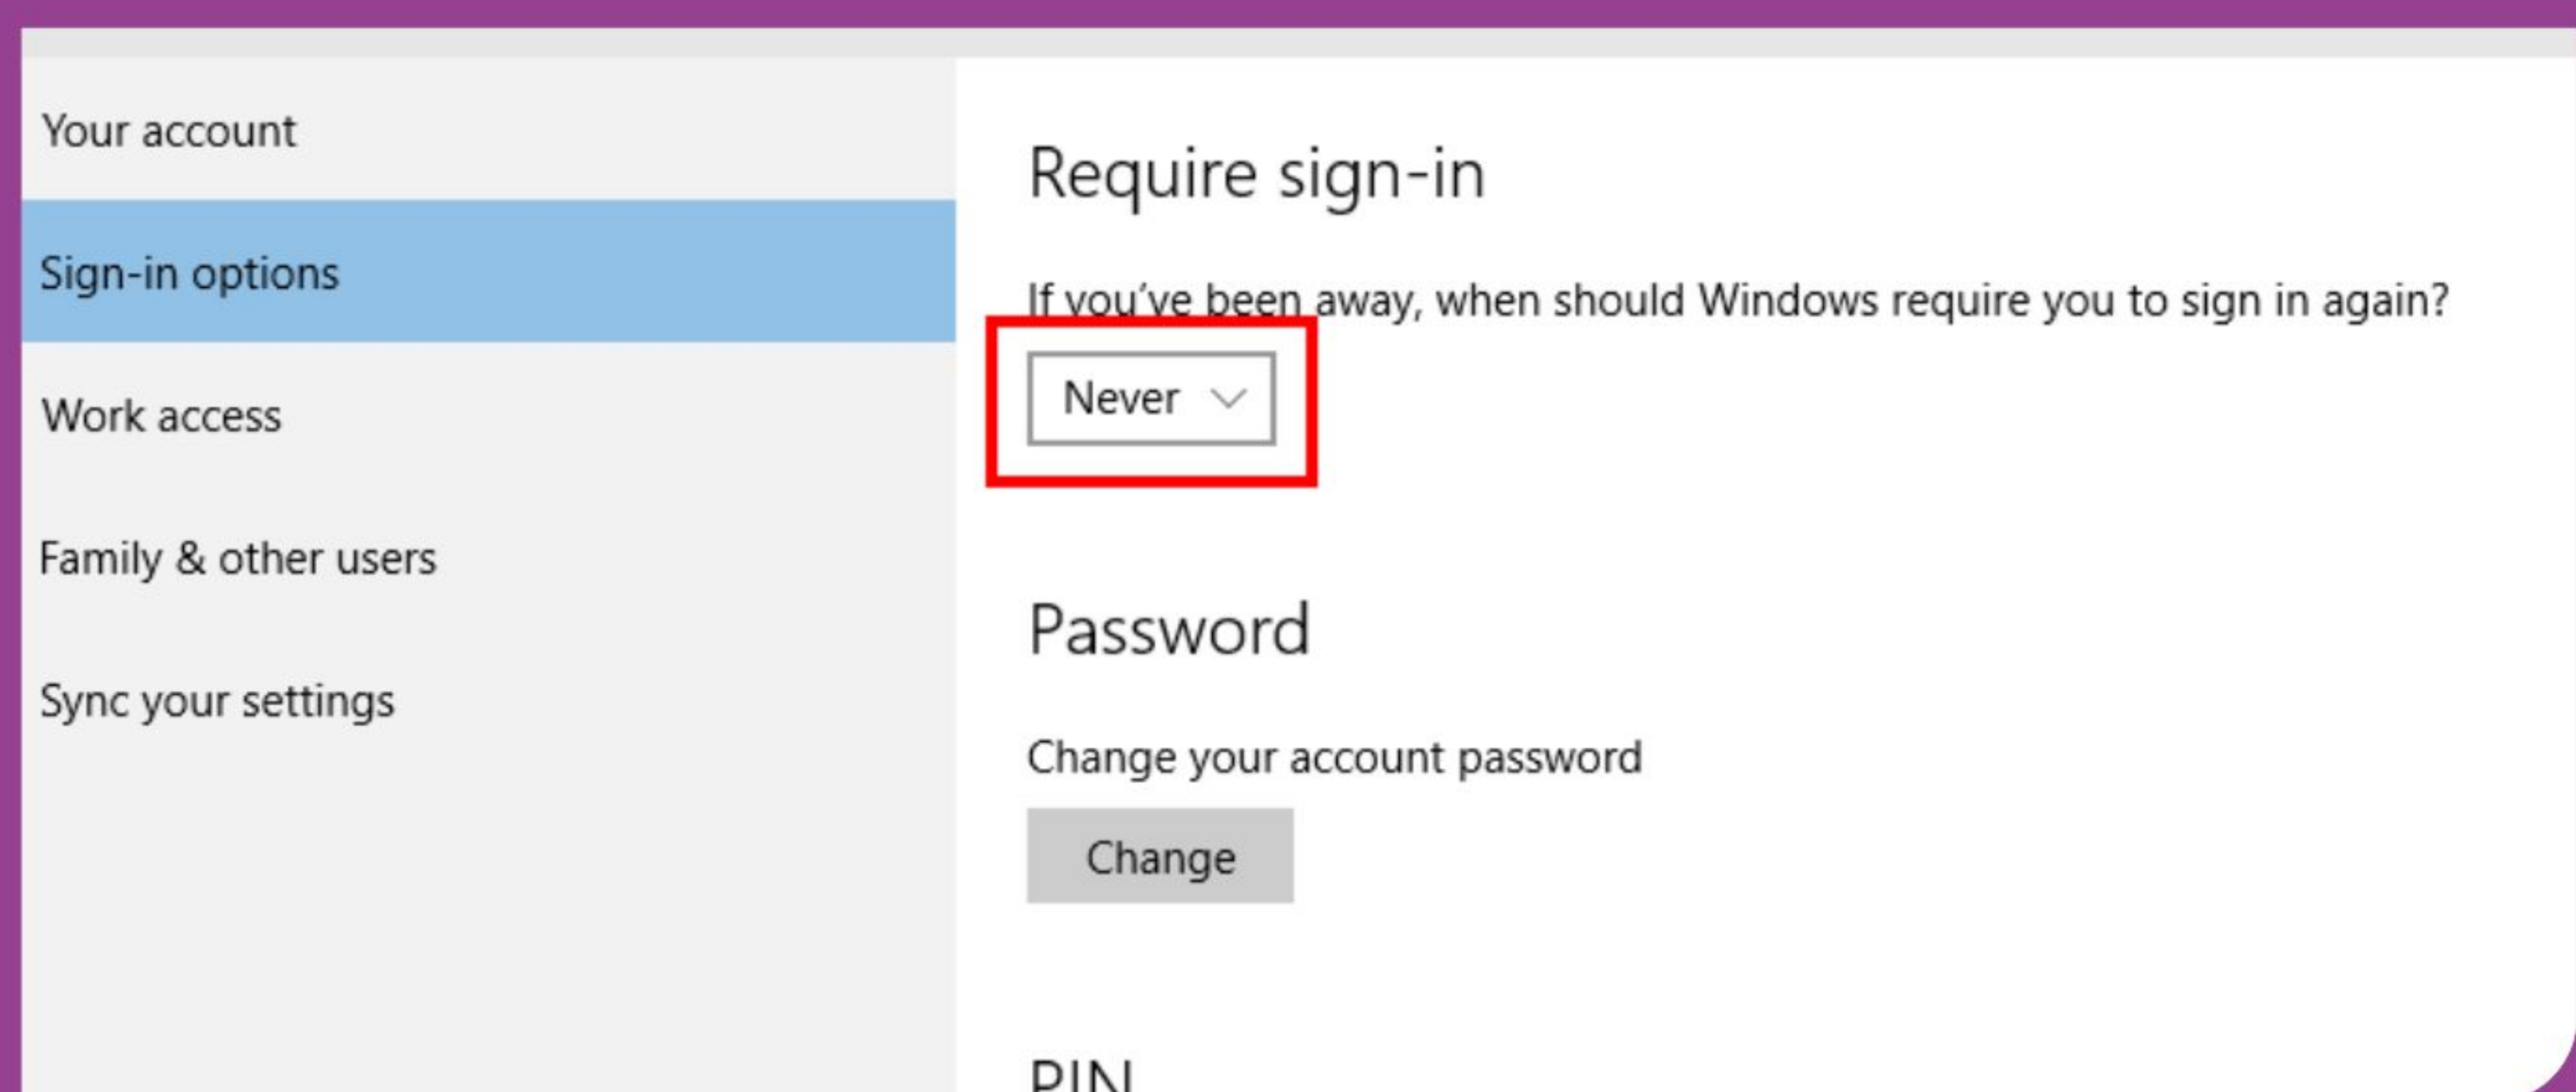 Your account
Sign-in options
Work access
Family & other users
Sync your settings
Require sign-in
If you've been away, when should Windows require you to sign in again?
Never
Password
Change your account password
Change
PIN